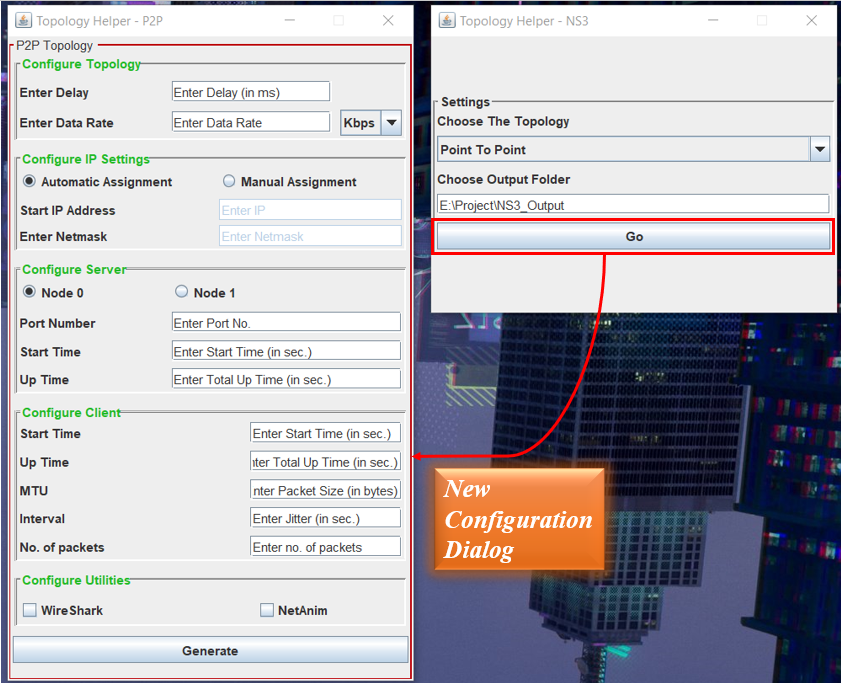 Topology Helper - P2P
P2P Topology
Configure Topology
Enter Delay
Enter Delay (in ms)
Enter Data Rate
Enter Data Rate
Kbps
Configure IP Settings
Automatic Assignment
Manual Assignment
Start IP Address
Enter IP
Enter Netmask
Enter Netmask
Configure Server
Node 0
Node 1
Port Number
Enter Port No.
Start Time
Enter Start Time (in sec.)
Up Time
Enter Total Up Time (in sec.)
Configure Client
Start Time
Enter Start Time (in sec.)
Up Time
nter Total Up Time (in sec.)
MTU
nter Packet Size (in bytes)
Interval
Enter Jitter (in sec.)
No. of packets
Enter no. of packets
Configure Utilities
WireShark
NetAnim
Generate
Topology Helper - NS3
Settings
Choose The Topology
Point To Point
Choose Output Folder
E:\Project\NS3_Output
Go
New
Configuration
Dialog